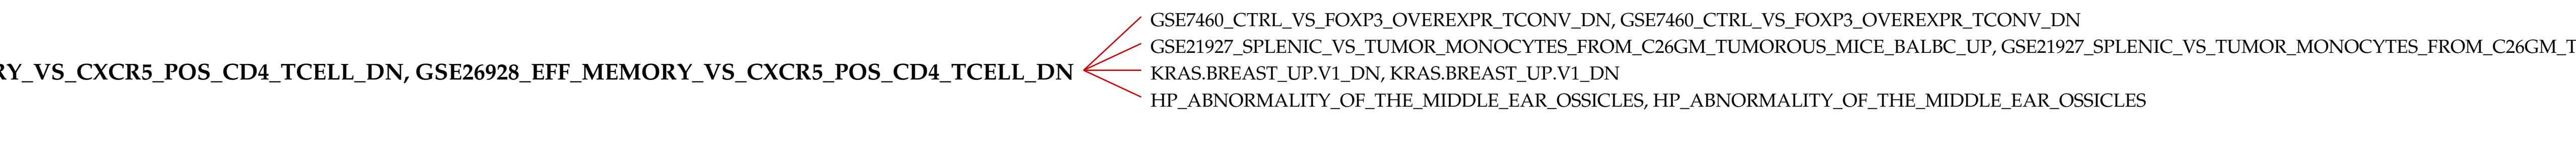 GSE7460_CTRL_VS_FOXP3_OVEREXPR_TCONV_DN, GSE7460_CTRL_VS_FOXP3_OVEREXPR_TCONV_DN
GSE21927_SPLENIC_VS_TUMOR_MONOCYTES_FROM_C26GM_TUMOROUS_MICE_BALBC_UP, GSE21927_SPLENIC_VS_TUMOR_MONOCYTES_FROM_C26GM_T
RY_VS_CXCR5_POS_CD4_TCELL_DN, GSE26928_EFF_MEMORY_VS_CXCR5_POS_CD4_TCELL_DN
KRAS.BREAST_UP.V1_DN, KRAS.BREAST_UP.V1_DN
HP_ABNORMALITY_OF_THE_MIDDLE_EAR_OSSICLES, HP_ABNORMALITY_OF_THE_MIDDLE_EAR_OSSICLES